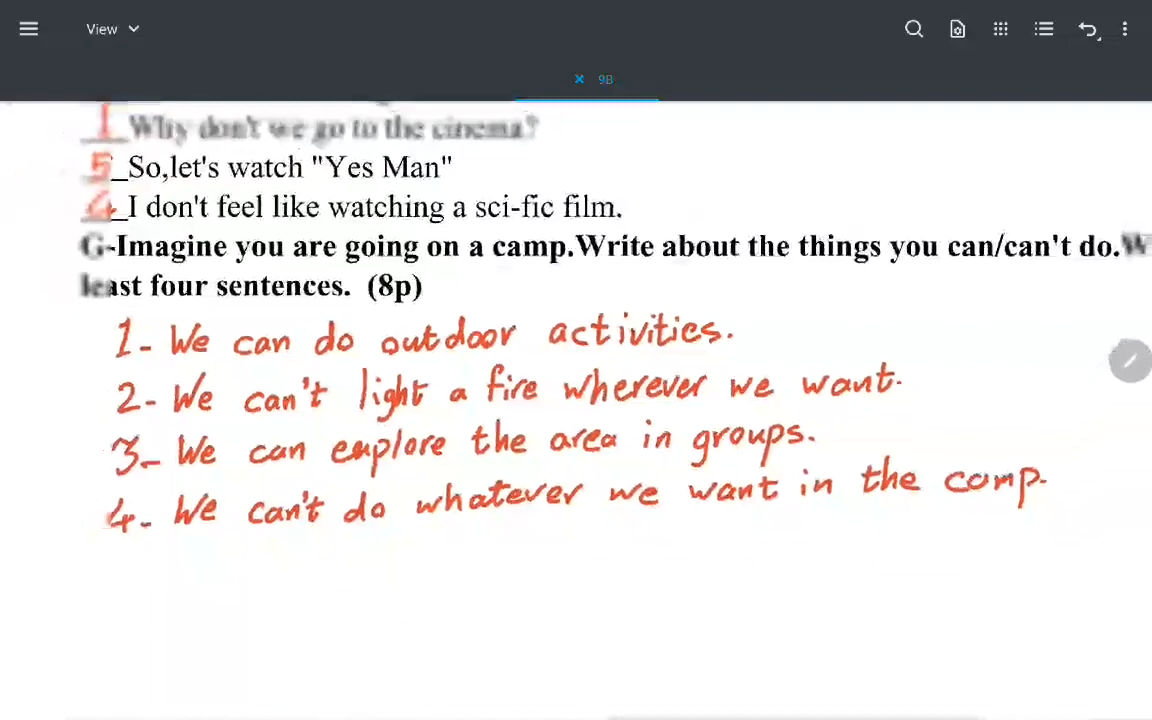 View
9B
1 Why don't we go to the cinema?
5_So,let's watch "Yes Man"
4_I don't feel like watching a sci-fic film.
G-Imagine you are going on a camp.Write about the things you can/can't do.W
least four sentences. (8p)
1- We can do outdoor activities.
2- We can't light a fire wherever we want.
3- We can explore the area in groups.
4- We can't do whatever we want in the camp.